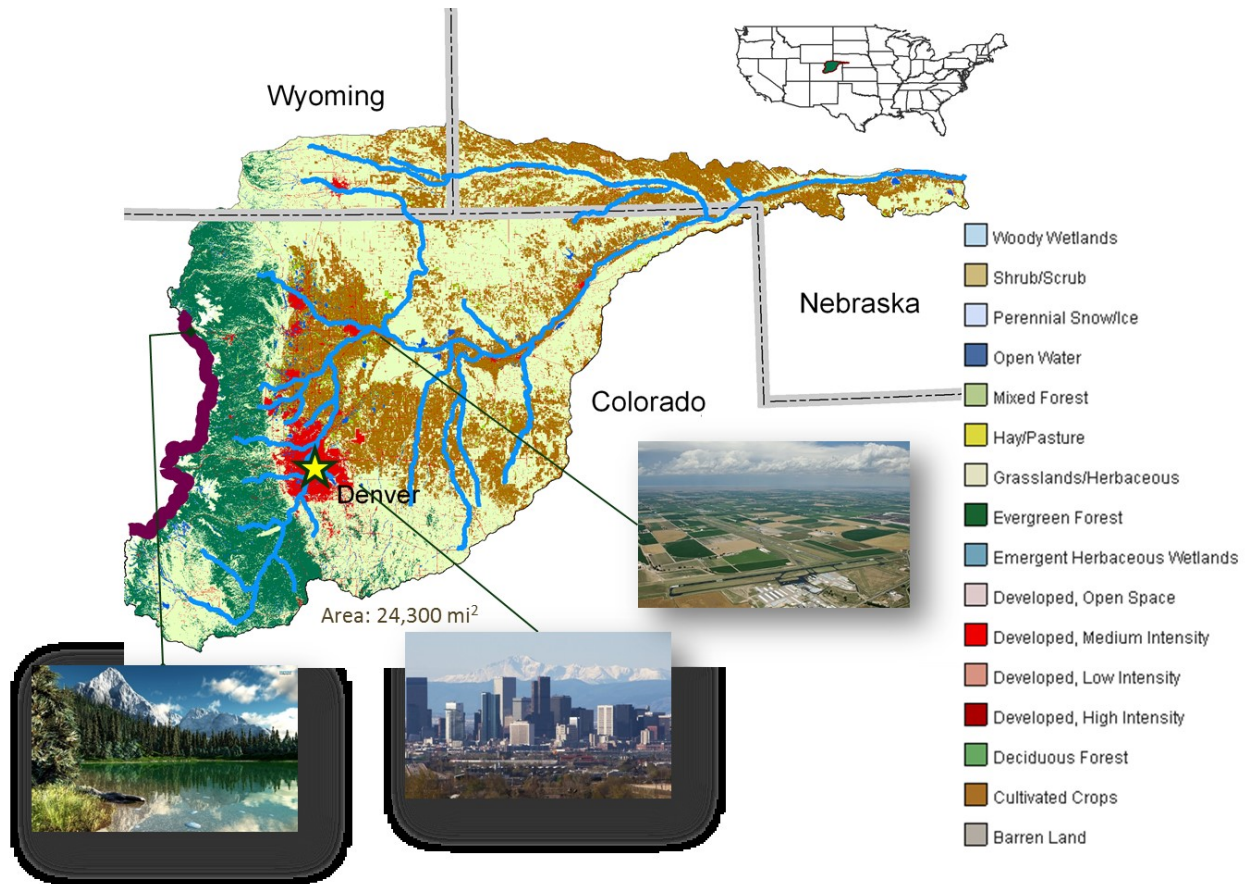 Wyoming
Nebraska
Colorado
Denver
Area: 24,300 mi²
Woody Wetlands
Shrub/Scrub
Perennial Snow/Ice
Open Water
Mixed Forest
Hay/Pasture
Grasslands/Herbaceous
Evergreen Forest
Emergent Herbaceous Wetlands
Developed, Open Space
Developed, Medium Intensity
Developed, Low Intensity
Developed, High Intensity
Deciduous Forest
Cultivated Crops
Barren Land